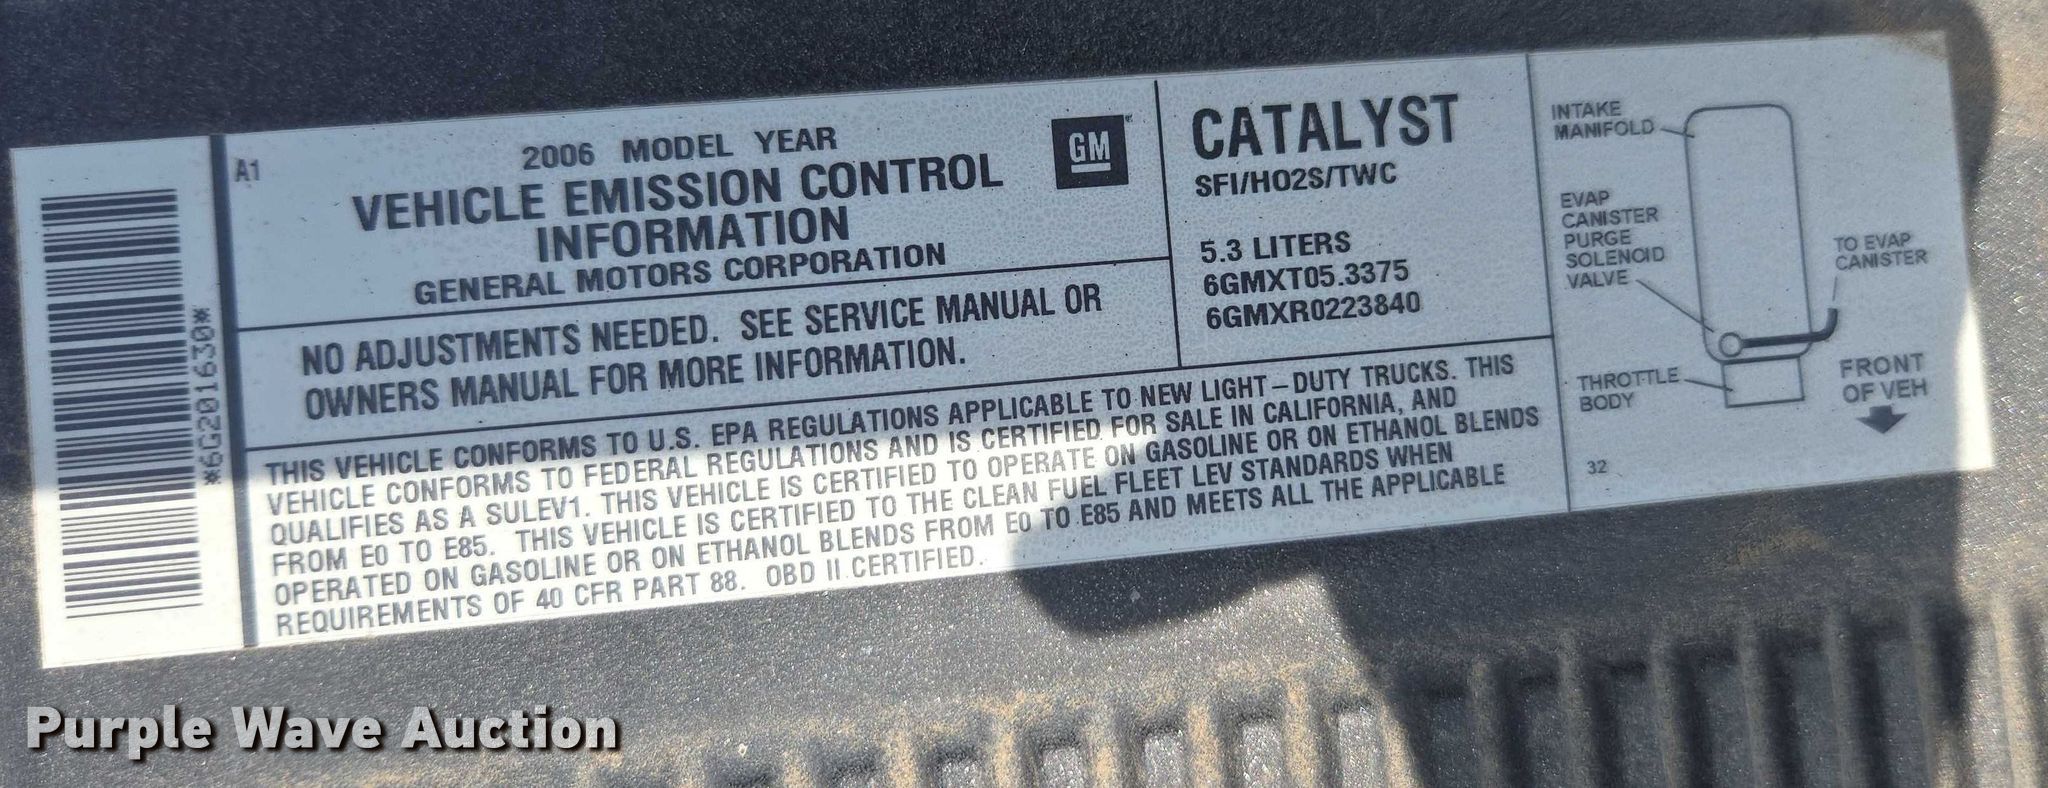 *6G201630*
A1
2006 MODEL YEAR
VEHICLE EMISSION CONTROL
INFORMATION
GENERAL MOTORS CORPORATION
GM
NO ADJUSTMENTS NEEDED. SEE SERVICE MANUAL OR
OWNERS MANUAL FOR MORE INFORMATION.
CATALYST
SFI/HO2S/TWC
5.3 LITERS
6GMXT05.3375
6GMXR0223840
THIS VEHICLE CONFORMS TO U.S. EPA REGULATIONS APPLICABLE TO NEW LIGHT-DUTY TRUCKS. THIS
VEHICLE CONFORMS TO FEDERAL REGULATIONS AND IS CERTIFIED FOR SALE IN CALIFORNIA, AND
QUALIFIES AS A SULEV1. THIS VEHICLE IS CERTIFIED TO OPERATE ON GASOLINE OR ON ETHANOL BLENDS
FROM E0 TO E85. THIS VEHICLE IS CERTIFIED TO THE CLEAN FUEL FLEET LEV STANDARDS WHEN
OPERATED ON GASOLINE OR ON ETHANOL BLENDS FROM E0 TO E85 AND MEETS ALL THE APPLICABLE
REQUIREMENTS OF 40 CFR PART 88. OBD II CERTIFIED.
INTAKE
MANIFOLD
EVAP
CANISTER
PURGE
SOLENOID
VALVE
TO EVAP
CANISTER
THROTTLE
BODY
FRONT
OF VEH
32
Purple Wave Auction